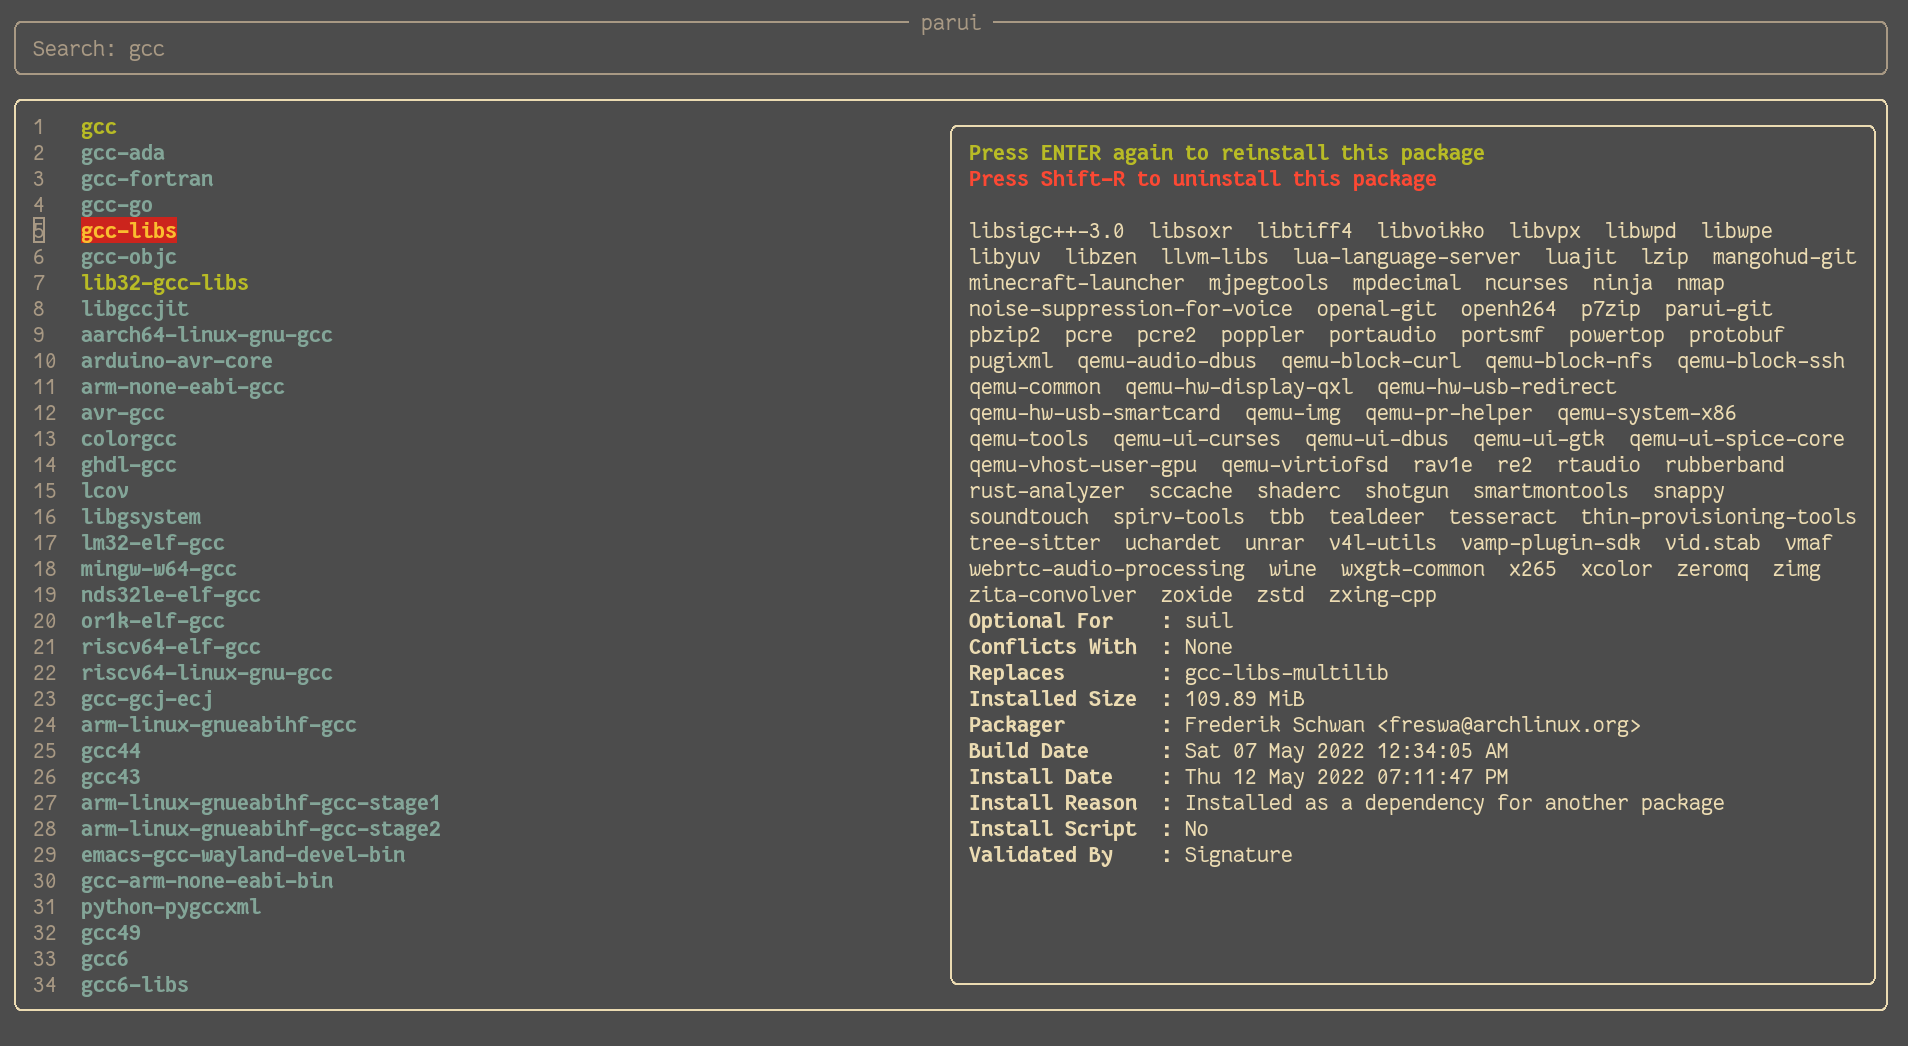 parui
Search: gcc
1 gcc
2 gcc-ada
3 gcc-fortran
4 gcc-go
5 gcc-libs
6 gcc-objc
7 lib32-gcc-libs
8 libgccjit
9 aarch64-linux-gnu-gcc
10 arduino-avr-core
11 arm-none-eabi-gcc
12 avr-gcc
13 colorgcc
14 ghdl-gcc
15 lcov
16 libgsystem
17 lm32-elf-gcc
18 mingw-w64-gcc
19 nds32le-elf-gcc
20 or1k-elf-gcc
21 riscv64-elf-gcc
22 riscv64-linux-gnu-gcc
23 gcc-gcj-ecj
24 arm-linux-gnueabihf-gcc
25 gcc44
26 gcc43
27 arm-linux-gnueabihf-gcc-stage1
28 arm-linux-gnueabihf-gcc-stage2
29 emacs-gcc-wayland-devel-bin
30 gcc-arm-none-eabi-bin
31 python-pygccxml
32 gcc49
33 gcc6
34 gcc6-libs
Press ENTER again to reinstall this package
Press Shift-R to uninstall this package
libsigc++-3.0 libsoxr libtiff4 libvoikko libvpx libwpd libwpe
libyuv libzen llvm-libs lua-language-server luajit lzip mangohud-git
minecraft-launcher mjpegtools mpdecimal ncurses ninja nmap
noise-suppression-for-voice openal-git openh264 p7zip parui-git
pbzip2 pcre pcre2 poppler portaudio portsmf powertop protobuf
pugixml qemu-audio-dbus qemu-block-curl qemu-block-nfs qemu-block-ssh
qemu-common qemu-hw-display-qxl qemu-hw-usb-redirect
qemu-hw-usb-smartcard qemu-img qemu-pr-helper qemu-system-x86
qemu-tools qemu-ui-curses qemu-ui-dbus qemu-ui-gtk qemu-ui-spice-core
qemu-vhost-user-gpu qemu-virtiofsd rav1e re2 rtaudio rubberband
rust-analyzer sccache shaderc shotgun smartmontools snappy
soundtouch spirv-tools tbb tealdeer tesseract thin-provisioning-tools
tree-sitter uchardet unrar v4l-utils vamp-plugin-sdk vid.stab vmaf
webrtc-audio-processing wine wxgtk-common x265 xcolor zeromq zimg
zita-convolver zoxide zstd zxing-cpp
Optional For : suil
Conflicts With : None
Replaces : gcc-libs-multilib
Installed Size : 109.89 MiB
Packager : Frederik Schwan <freswa@archlinux.org>
Build Date : Sat 07 May 2022 12:34:05 AM
Install Date : Thu 12 May 2022 07:11:47 PM
Install Reason : Installed as a dependency for another package
Install Script : No
Validated By : Signature